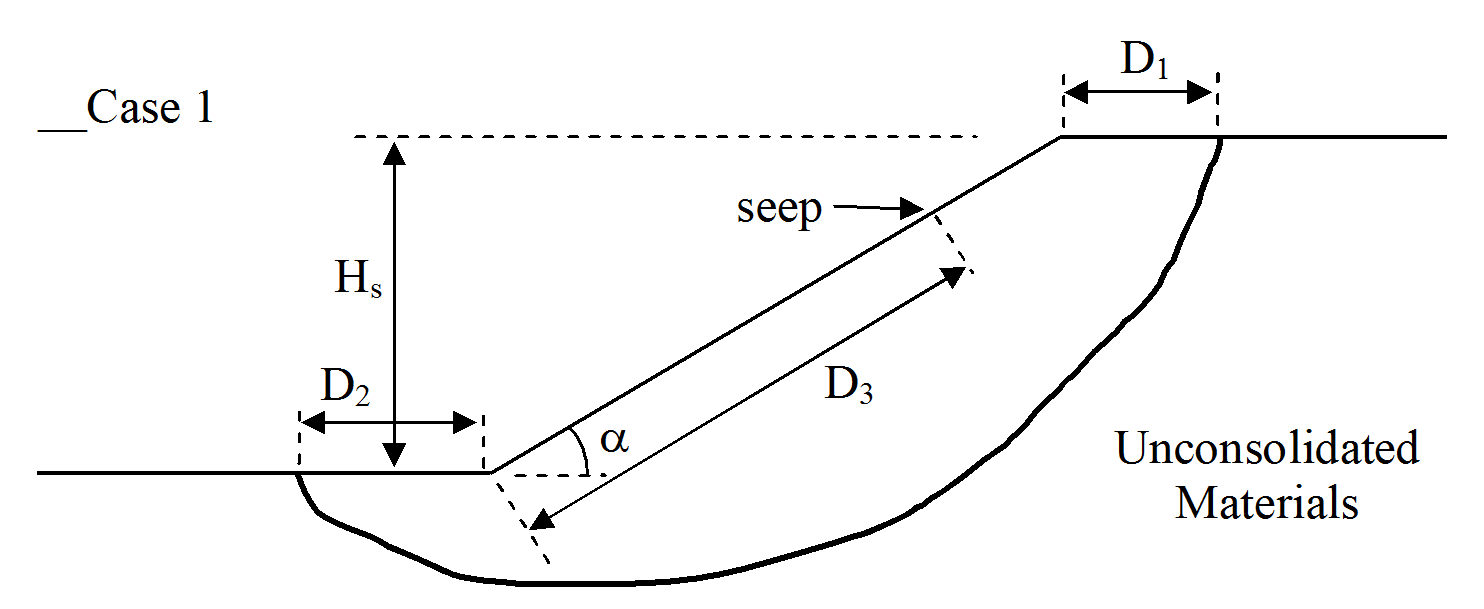 __Case 1
D₁
seep
Hₛ
D₂
D₃
α
Unconsolidated
Materials